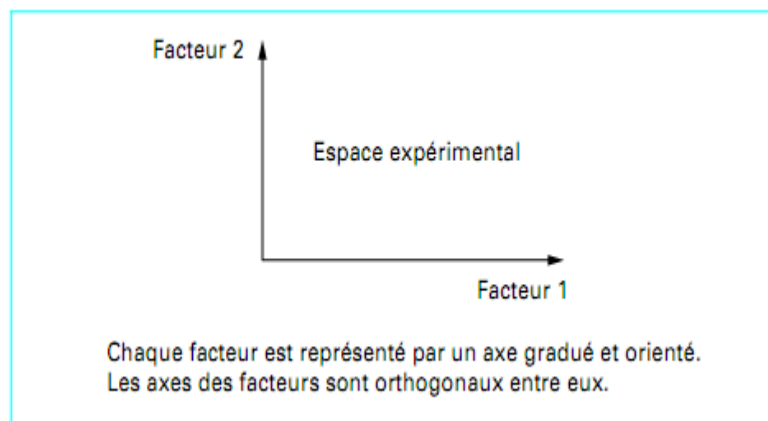 Facteur 2
Espace expérimental
Facteur 1
Chaque facteur est représenté par un axe gradué et orienté.
Les axes des facteurs sont orthogonaux entre eux.